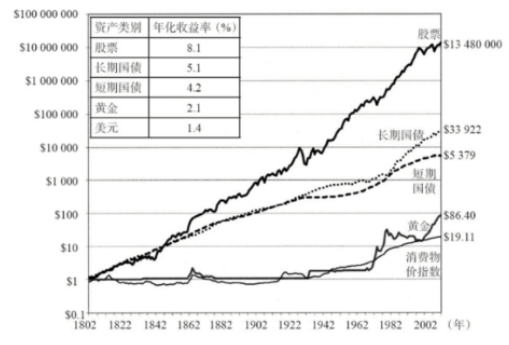 $100 000 000
$10 000 000
$1 000 000
$100 000
$10 000
$1 000
$100
$10
$1
$0.1
资产类别 年化收益率（%）
股票 8.1
长期国债 5.1
短期国债 4.2
黄金 2.1
美元 1.4
股票
$13 480 000
长期国债
$33 922
$5 379
短期
国债
$86.40
黄金
$19.11
消费物
价指数
1802 1822 1842 1862 1882 1902 1922 1942 1962 1982 2002 （年）